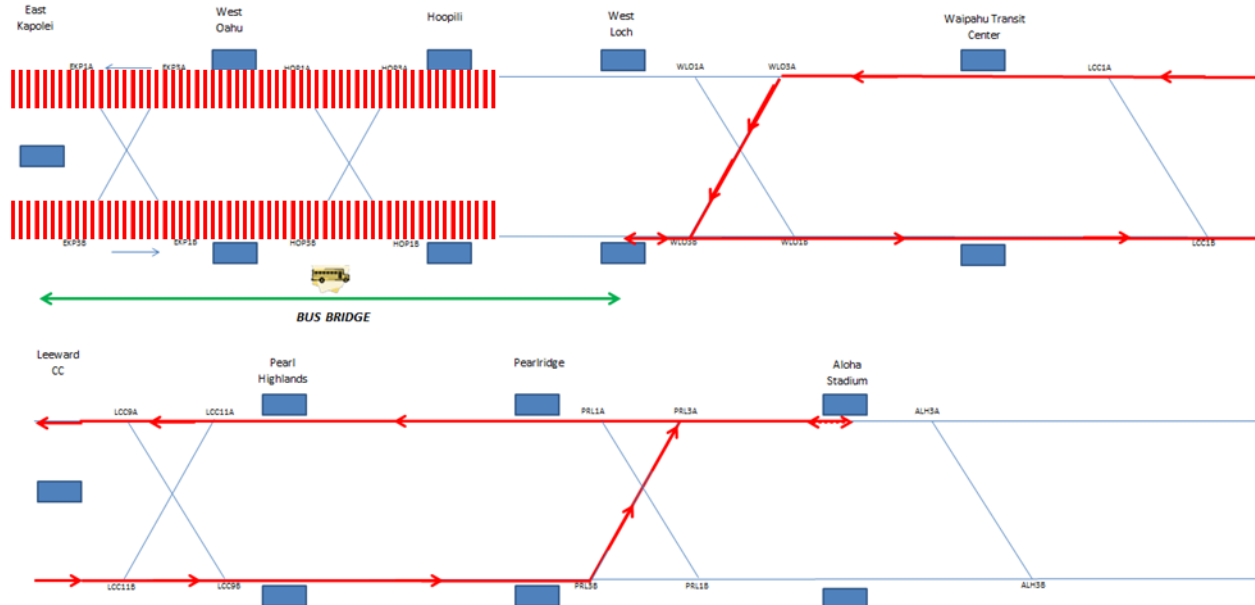 East
Kapolei
West
Oahu
Hoopili
West
Loch
Waipahu Transit
Center
EKP1A
EKP3A
HOP1A
HOP3A
WLO1A
WLO3A
LCC1A
EKP3B
EKP1B
HOP3B
HOP1B
WLO3B
WLO1B
LCC1B
BUS BRIDGE
Leeward
CC
Pearl
Highlands
Pearlridge
Aloha
Stadium
LCC9A
LCC11A
PRL1A
PRL3A
ALH3A
LCC11B
LCC9B
PRL3B
PRL1B
ALH3B